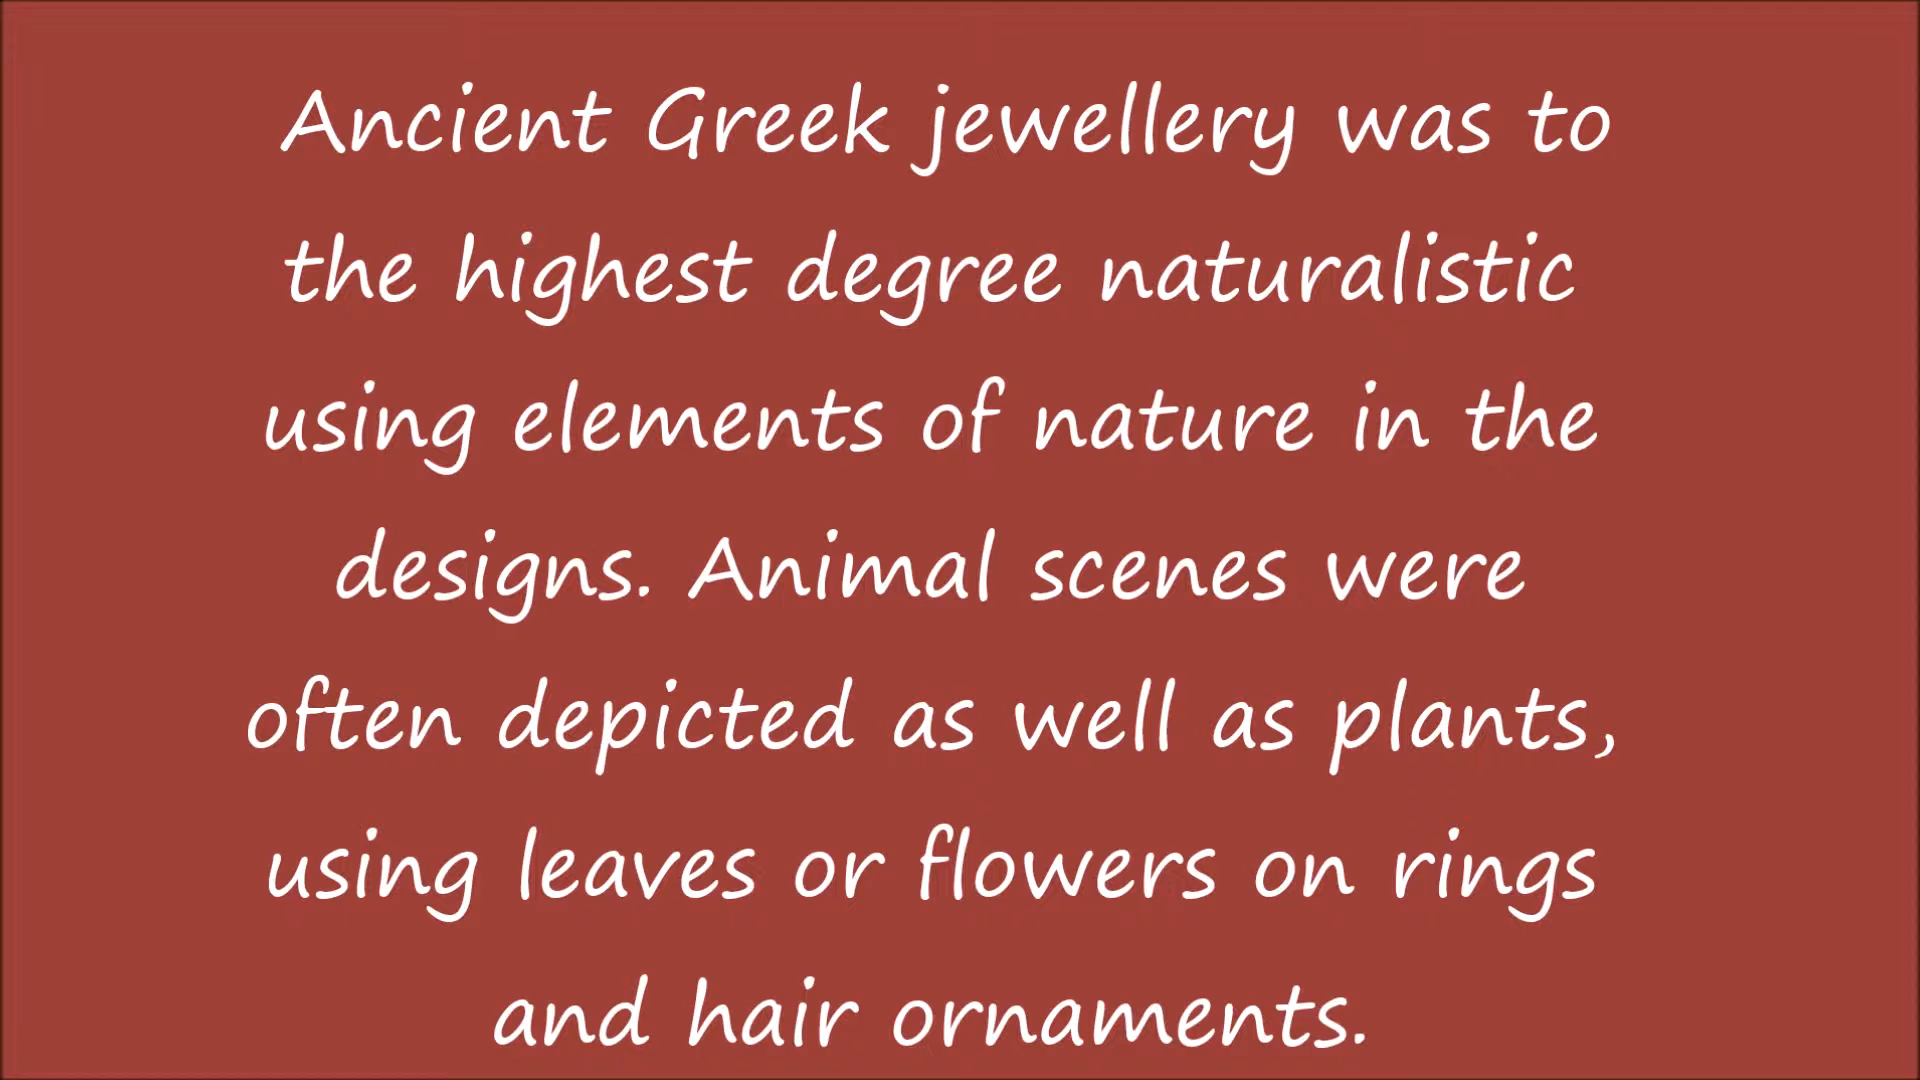 Ancient Greek jewellery was to
the highest degree naturalistic
using elements of nature in the
designs. Animal scenes were
often depicted as well as plants,
using leaves or flowers on rings
and hair ornaments.